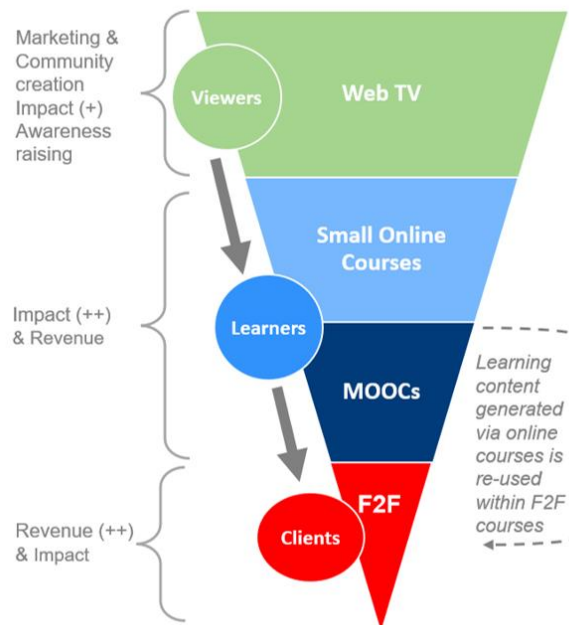 Marketing &
Community
creation
Impact (+)
Awareness
raising
Viewers
Web TV
Small Online
Courses
Impact (++)
& Revenue
Learners
MOOCs
Learning
content
generated
via online
courses is
re-used
within F2F
courses
F2F
Revenue (++)
& Impact
Clients